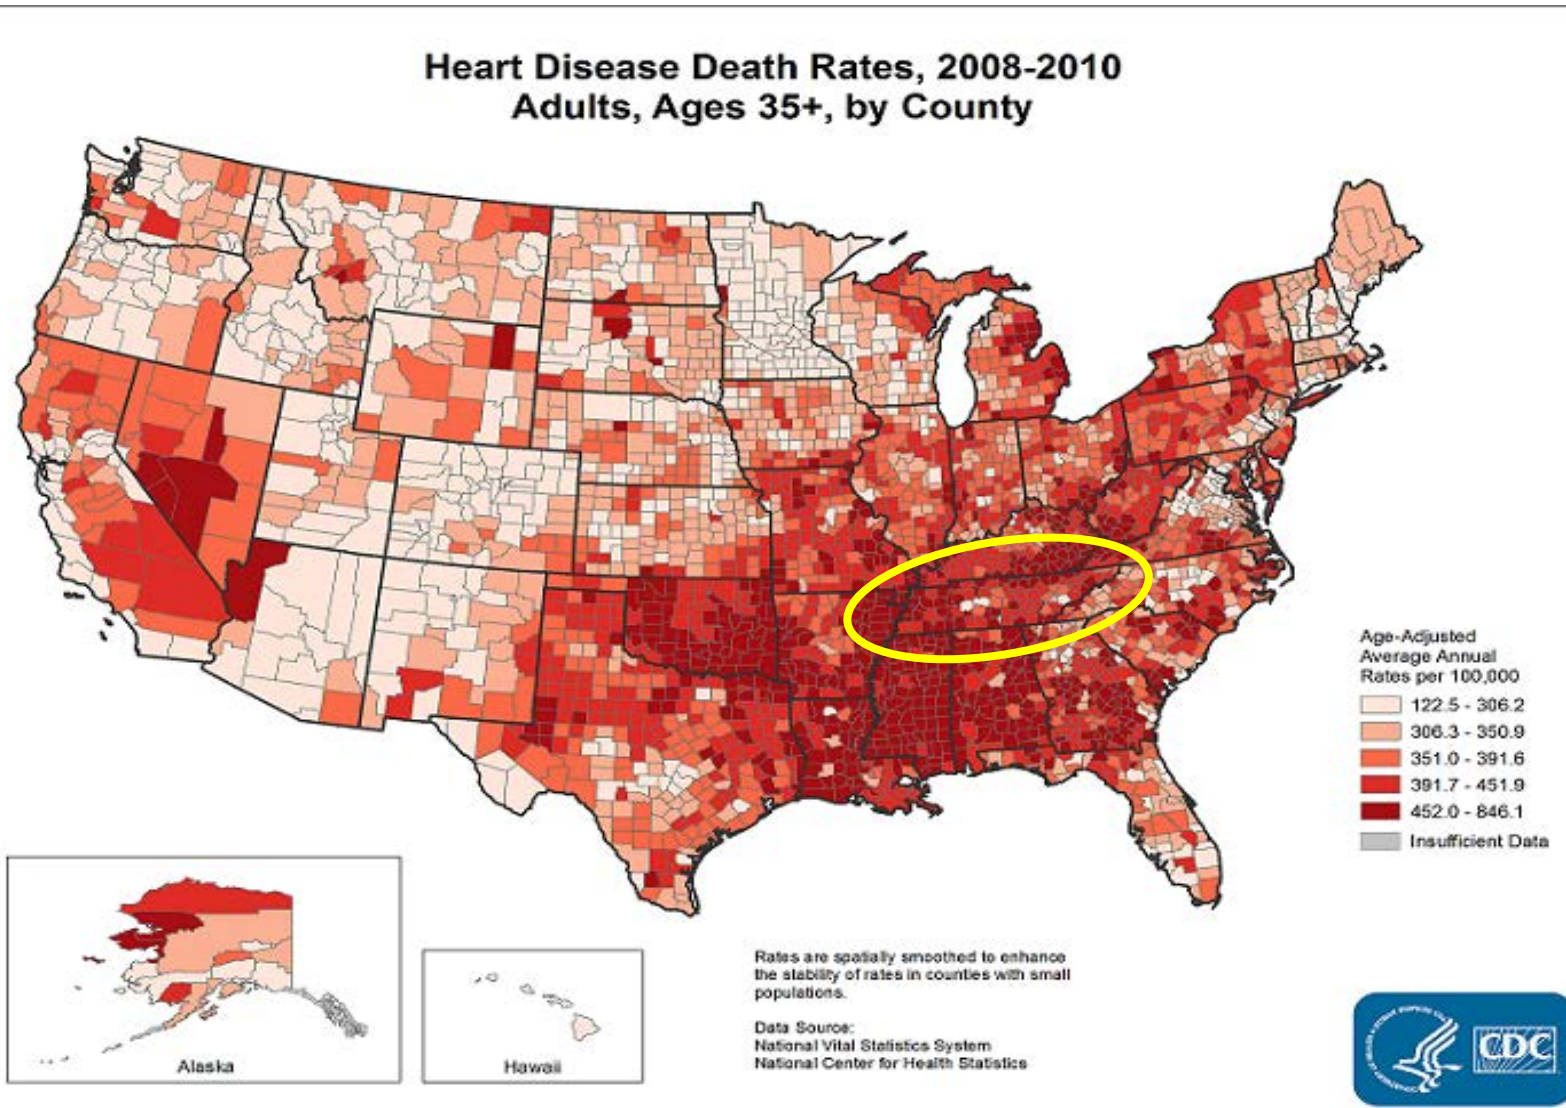 Heart Disease Death Rates, 2008-2010
Adults, Ages 35+, by County
Age-Adjusted
Average Annual
Rates per 100,000
122.5 - 306.2
306.3 - 350.9
351.0 - 391.6
391.7 - 451.9
452.0 - 846.1
Insufficient Data
Alaska
Hawaii
Rates are spatially smoothed to enhance
the stability of rates in counties with small
populations.
Data Source:
National Vital Statistics System
National Center for Health Statistics
CDC